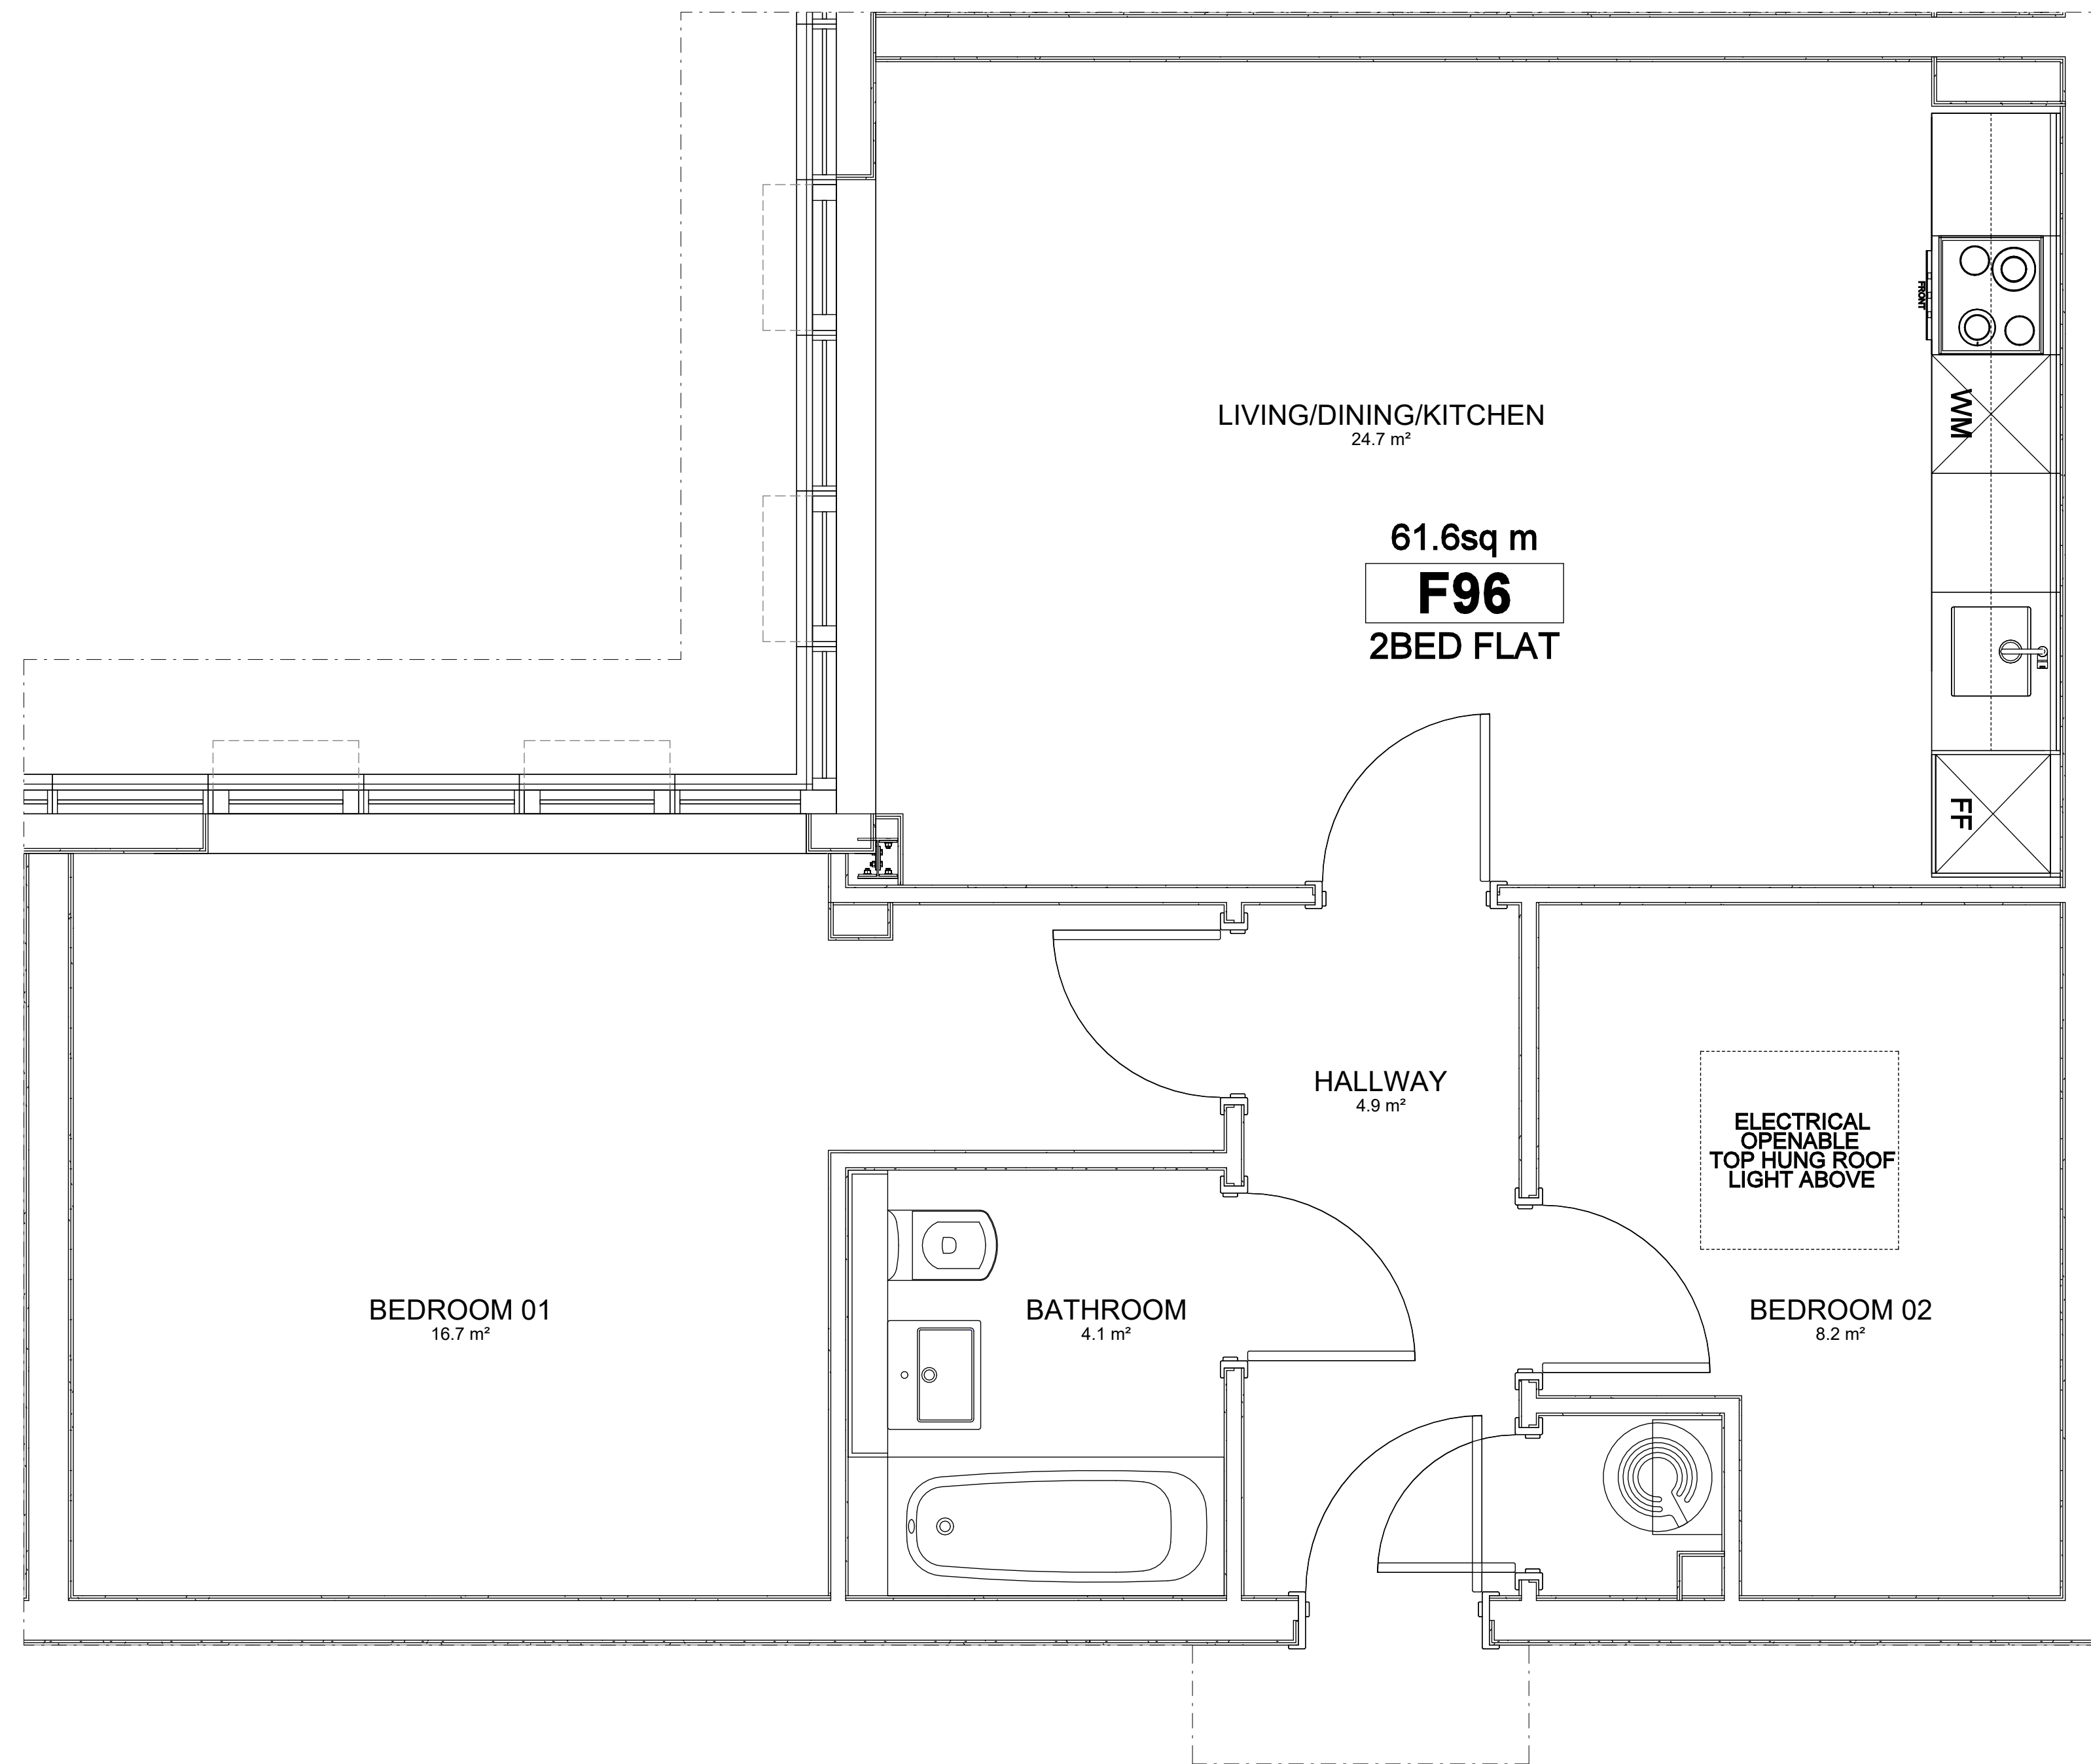 FRONT
LIVING/DINING/KITCHEN
24.7 m²
WM
61.6sq m
F96
2BED FLAT
FF
HALLWAY
4.9 m²
ELECTRICAL
OPENABLE
TOP HUNG ROOF
LIGHT ABOVE
BEDROOM 01
16.7 m²
BATHROOM
4.1 m²
BEDROOM 02
8.2 m²